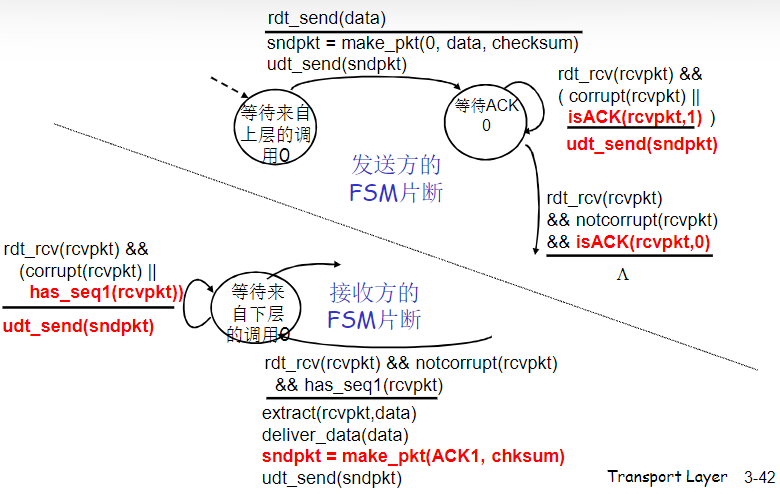 rdt_send(data)
sndpkt = make_pkt(0, data, checksum)
udt_send(sndpkt)
等待来自
上层的调
用0
等待ACK
0
rdt_rcv(rcvpkt) &&
( corrupt(rcvpkt) ||
isACK(rcvpkt,1) )
udt_send(sndpkt)
发送方的
FSM片断
rdt_rcv(rcvpkt)
&& notcorrupt(rcvpkt)
&& isACK(rcvpkt,0)
Λ
rdt_rcv(rcvpkt) &&
(corrupt(rcvpkt) ||
has_seq1(rcvpkt))
udt_send(sndpkt)
等待来
自下层
的调用0
接收方的
FSM片断
rdt_rcv(rcvpkt) && notcorrupt(rcvpkt)
&& has_seq1(rcvpkt)
extract(rcvpkt,data)
deliver_data(data)
sndpkt = make_pkt(ACK1, chksum)
udt_send(sndpkt)
Transport Layer 3-42